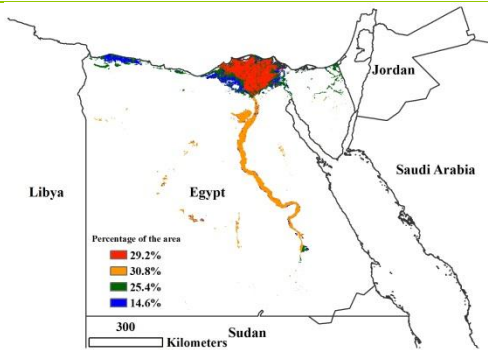 Jordan
Saudi Arabia
Libya
Egypt
Percentage of the area
29.2%
30.8%
25.4%
14.6%
300
Kilometers
Sudan